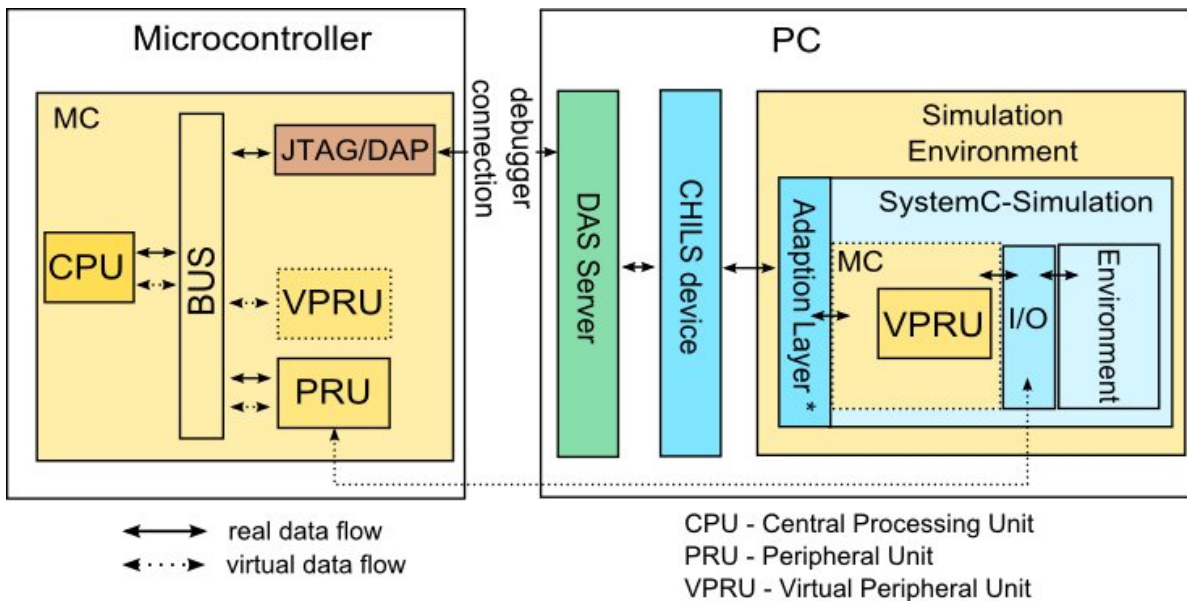 Microcontroller
MC
CPU
BUS
JTAG/DAP
VPRU
PRU
connection
debugger
PC
DAS Server
CHILS device
Simulation
Environment
Adaption Layer *
SystemC-Simulation
MC
VPRU
I/O
Environment
real data flow
virtual data flow
CPU - Central Processing Unit
PRU - Peripheral Unit
VPRU - Virtual Peripheral Unit